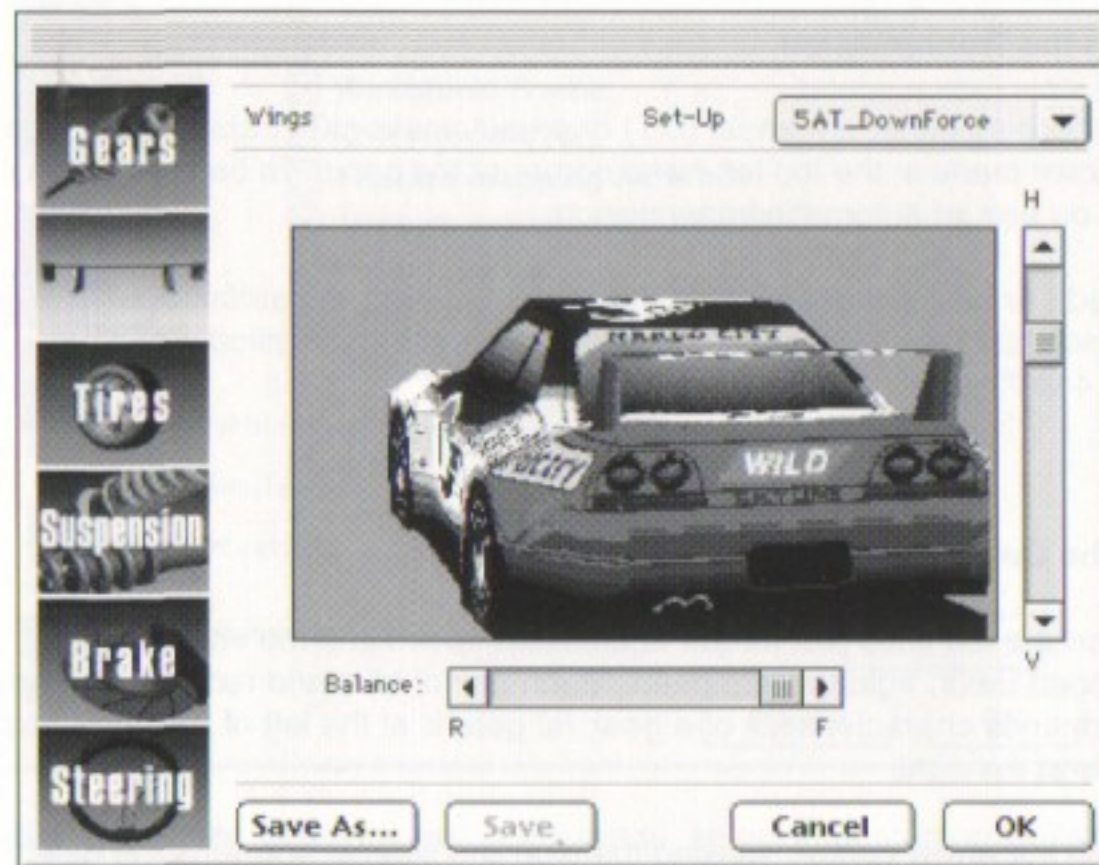 Wings Set-Up 5AT_DownForce
Gears
Tires
Suspension
Brake
Steering
H
V
WILD
Balance:
R F
Save As... Save Cancel OK